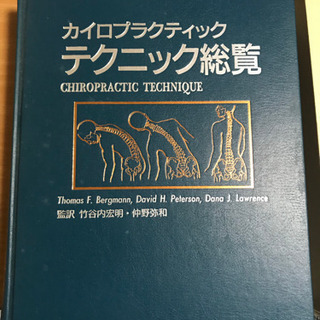 カイロプラクティック
テクニック総覧
CHIROPRACTIC TECHNIQUE
Thomas F. Bergmann, David H. Peterson, Dana J. Lawrence
監訳 竹谷内宏明・仲野弥和